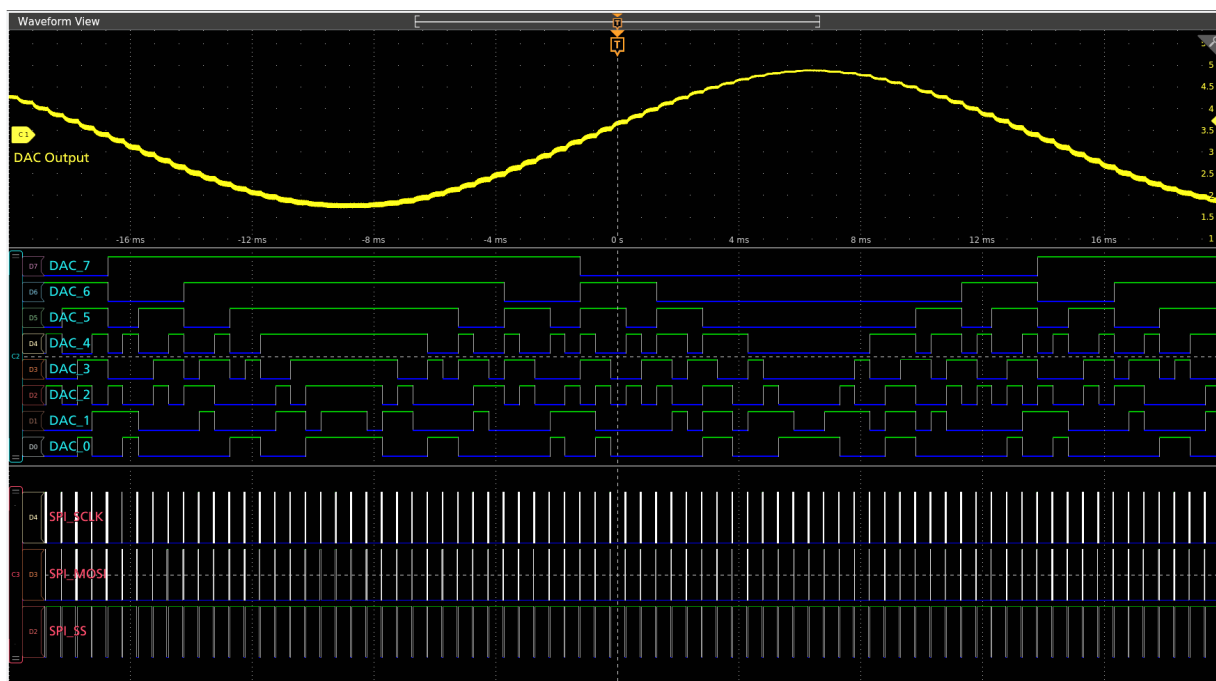 Waveform View
T
T
5
4.5
4
C 1
3.5
DAC Output
3
2.5
2
1.5
-16 ms -12 ms -8 ms -4 ms 0 s 4 ms 8 ms 12 ms 16 ms 1
D7 DAC_7
D6 DAC_6
D5 DAC_5
D4 DAC_4
C2
D3 DAC_3
D2 DAC_2
D1 DAC_1
D0 DAC_0
D4 SPI_SCLK
C3 D3 SPI_MOSI
D2 SPI_SS